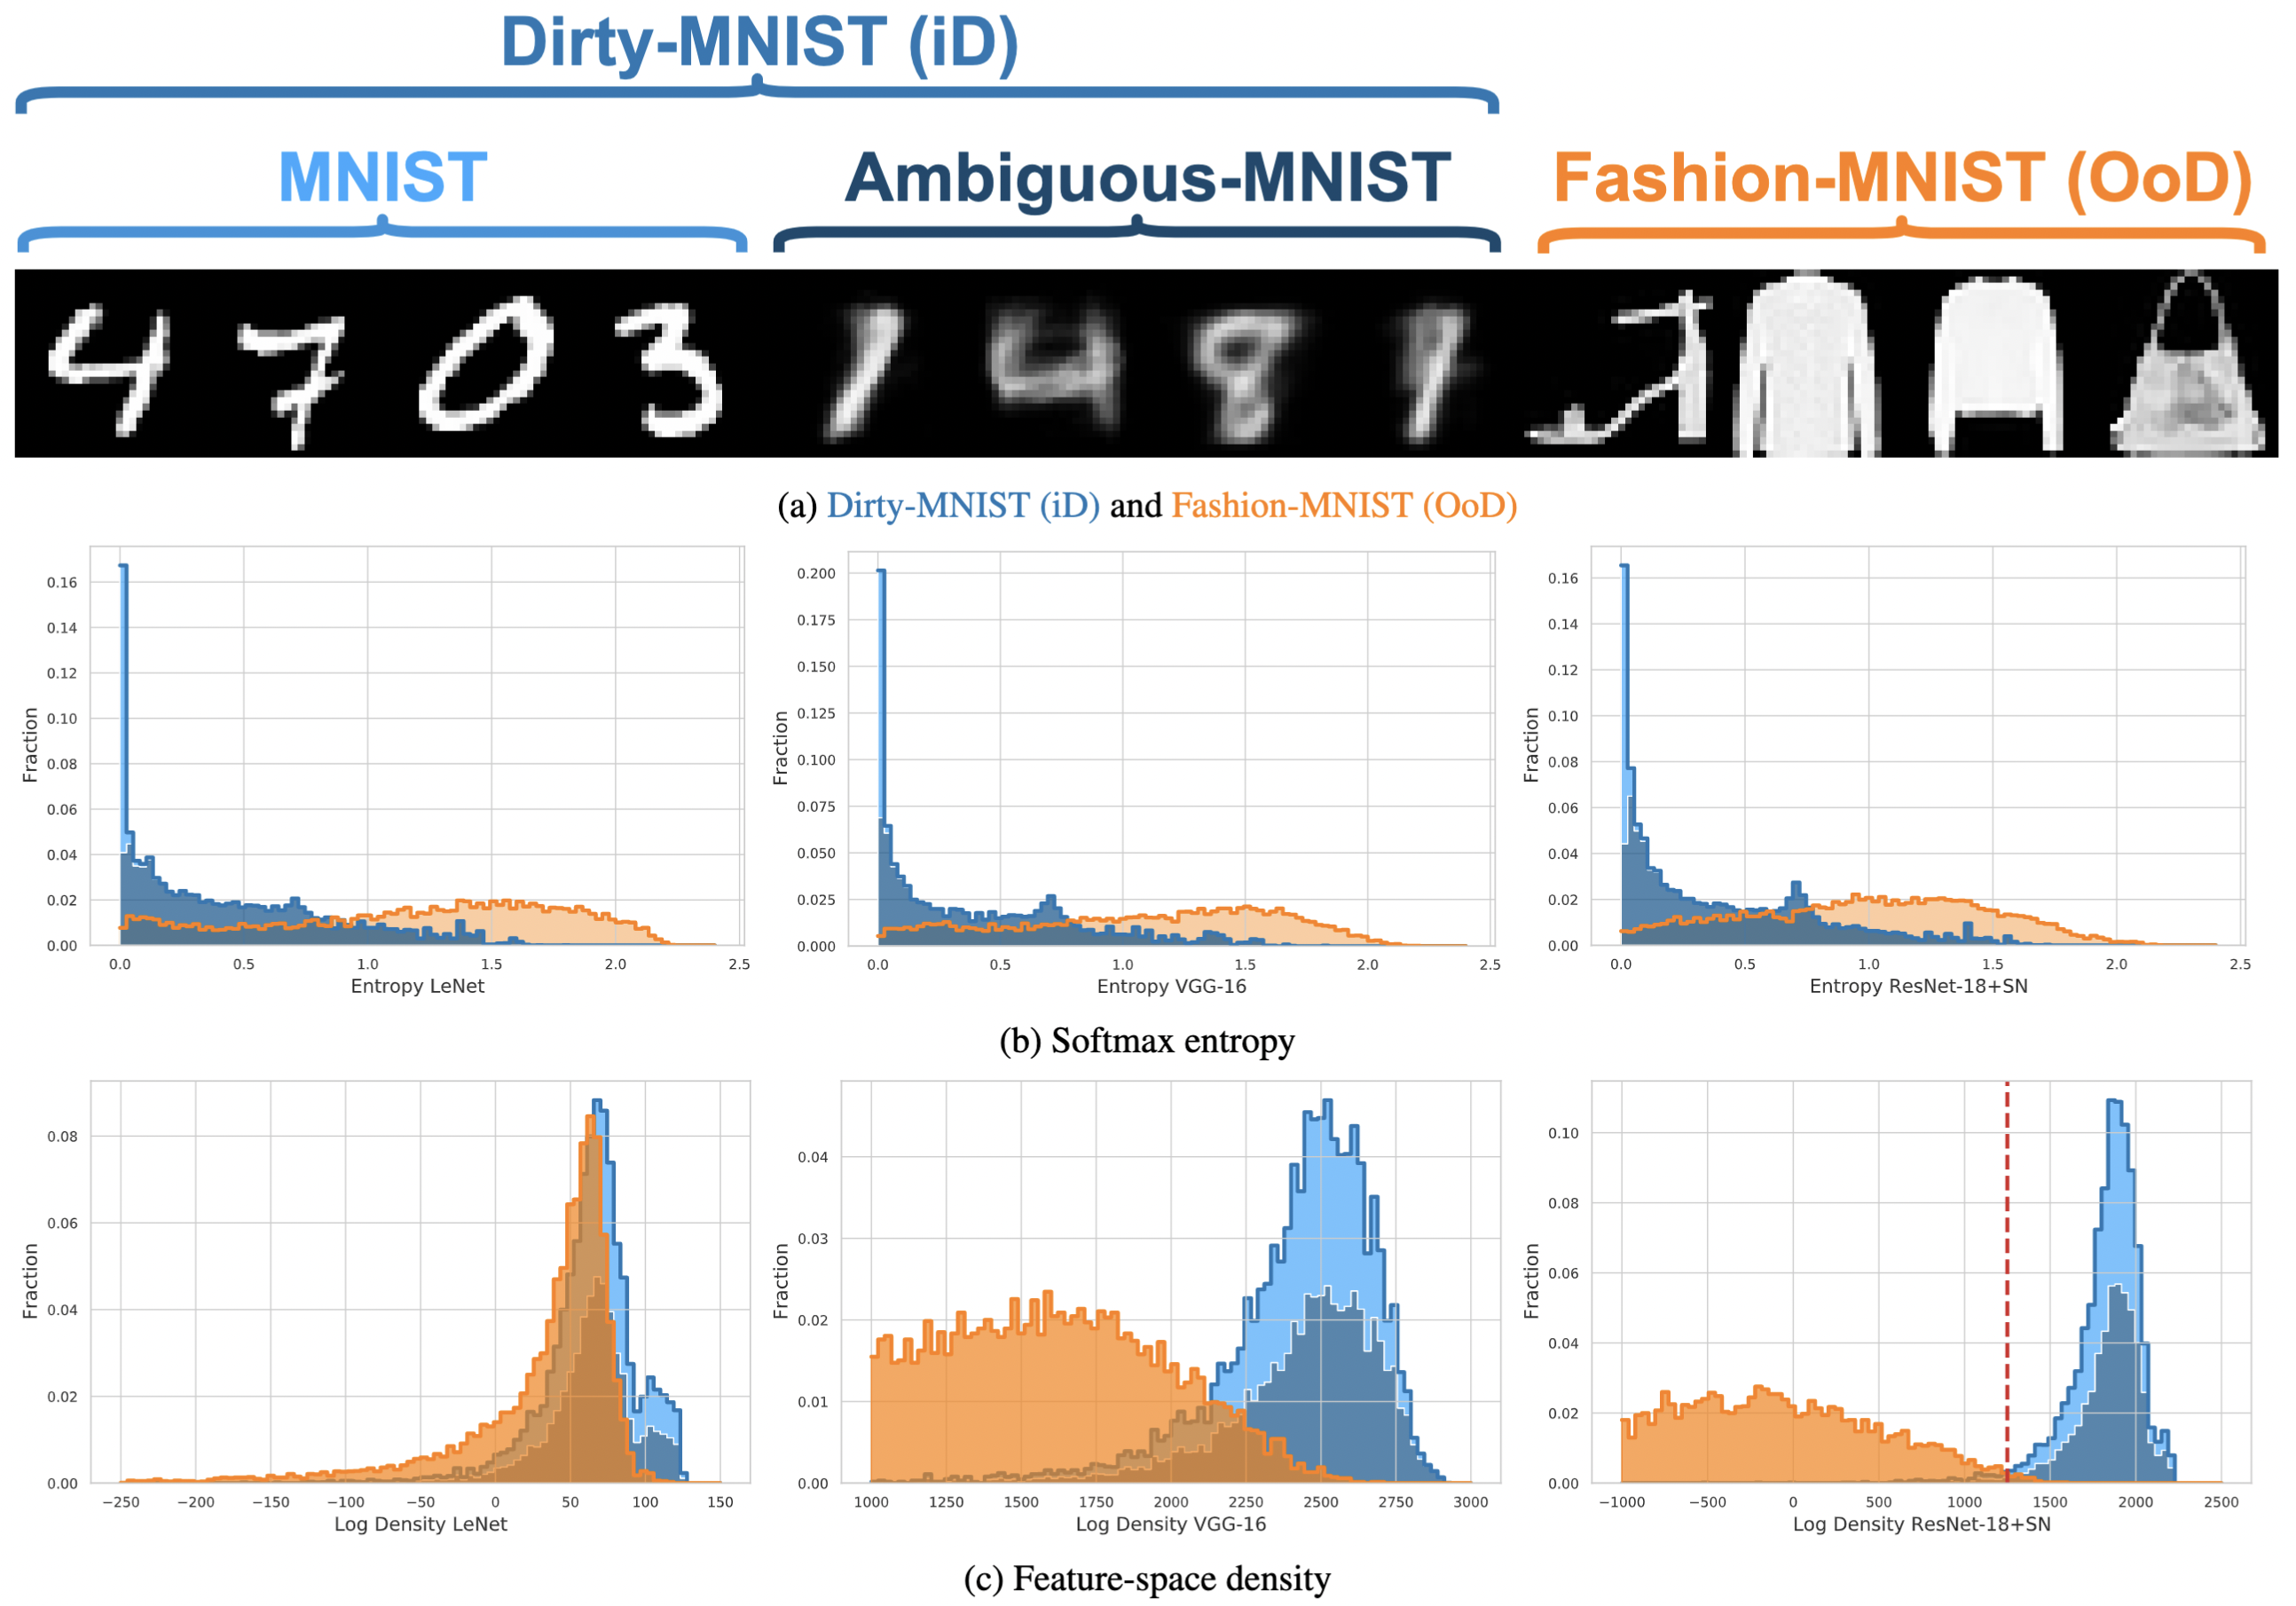 Dirty-MNIST (iD)
MNIST Ambiguous-MNIST Fashion-MNIST (OoD)
(a) Dirty-MNIST (iD) and Fashion-MNIST (OoD)
Fraction
0.16
0.14
0.12
0.10
0.08
0.06
0.04
0.02
0.00
0.0 0.5 1.0 1.5 2.0 2.5
Entropy LeNet
Fraction
0.200
0.175
0.150
0.125
0.100
0.075
0.050
0.025
0.000
0.0 0.5 1.0 1.5 2.0 2.5
Entropy VGG-16
Fraction
0.16
0.14
0.12
0.10
0.08
0.06
0.04
0.02
0.00
0.0 0.5 1.0 1.5 2.0 2.5
Entropy ResNet-18+SN
(b) Softmax entropy
Fraction
0.08
0.06
0.04
0.02
0.00
−250 −200 −150 −100 −50 0 50 100 150
Log Density LeNet
Fraction
0.04
0.03
0.02
0.01
0.00
1000 1250 1500 1750 2000 2250 2500 2750 3000
Log Density VGG-16
Fraction
0.10
0.08
0.06
0.04
0.02
0.00
−1000 −500 0 500 1000 1500 2000 2500
Log Density ResNet-18+SN
(c) Feature-space density